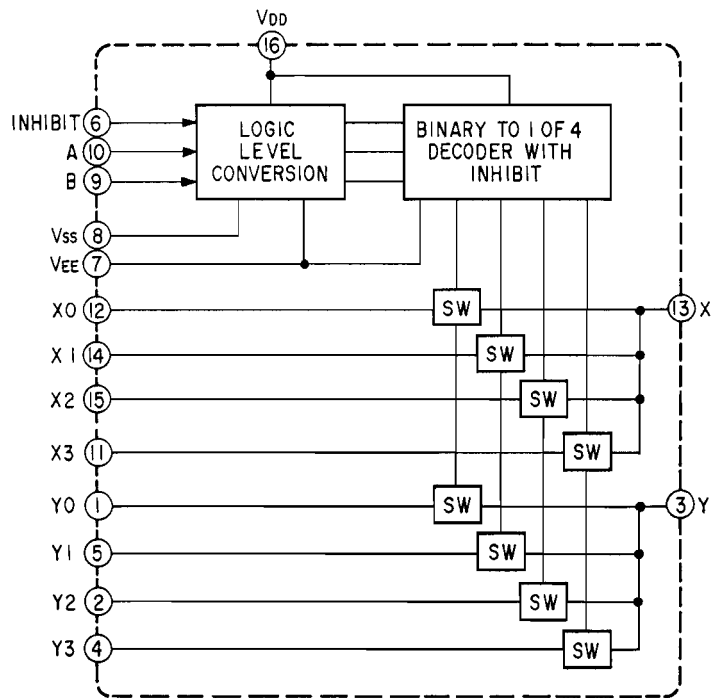 VDD
16
INHIBIT 6
A 10
B 9
LOGIC
LEVEL
CONVERSION
BINARY TO 1 OF 4
DECODER WITH
INHIBIT
VSS 8
VEE 7
X0 12
SW
13 X
X1 14
SW
X2 15
SW
X3 11
SW
Y0 1
SW
3 Y
Y1 5
SW
Y2 2
SW
Y3 4
SW